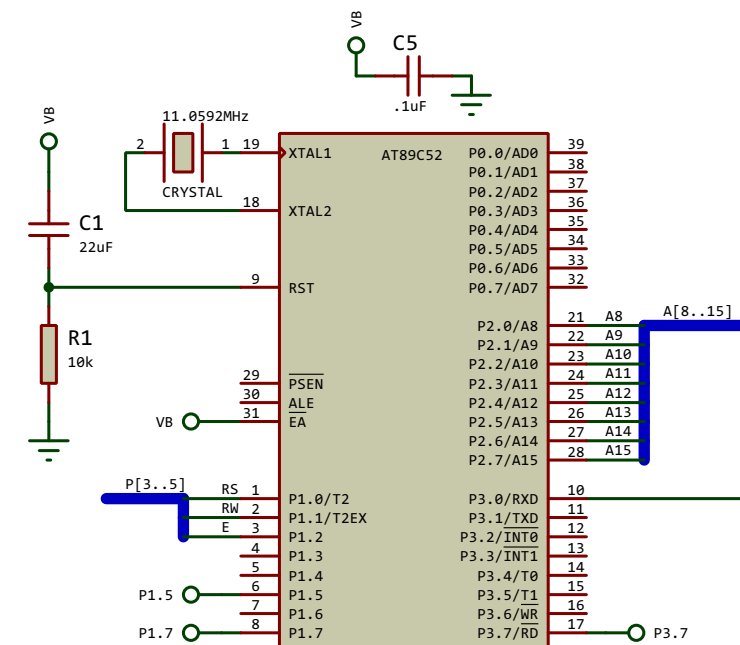 VB
C5
.1uF
VB
11.0592MHz
2 1 19 XTAL1 AT89C52 P0.0/AD0 39
P0.1/AD1 38
P0.2/AD2 37
CRYSTAL
18 XTAL2 P0.3/AD3 36
C1 P0.4/AD4 35
22uF P0.5/AD5 34
P0.6/AD6 33
9 RST P0.7/AD7 32
A[8..15]
P2.0/A8 21 A8
R1 P2.1/A9 22 A9
10k P2.2/A10 23 A10
29 PSEN P2.3/A11 24 A11
30 ALE P2.4/A12 25 A12
VB 31 EA P2.5/A13 26 A13
P2.6/A14 27 A14
P2.7/A15 28 A15
P[3..5]
RS 1 P1.0/T2 P3.0/RXD 10
RW 2 P1.1/T2EX P3.1/TXD 11
E 3 P1.2 P3.2/INT0 12
4 P1.3 P3.3/INT1 13
5 P1.4 P3.4/T0 14
P1.5 6 P1.5 P3.5/T1 15
7 P1.6 P3.6/WR 16
P1.7 8 P1.7 P3.7/RD 17 P3.7